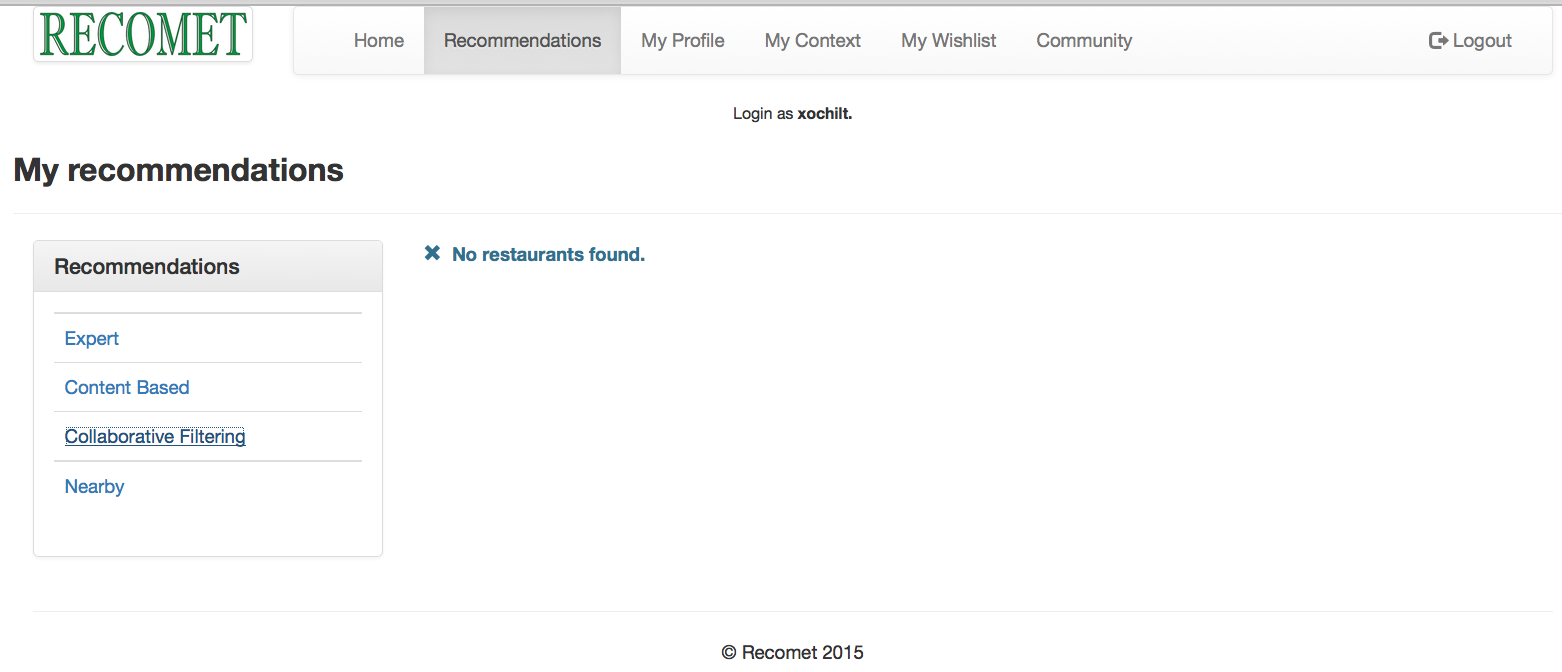 RECOMET
Home Recommendations My Profile My Context My Wishlist Community Logout
Login as xochilt.
My recommendations
Recommendations
Expert
Content Based
Collaborative Filtering
Nearby
No restaurants found.
© Recomet 2015